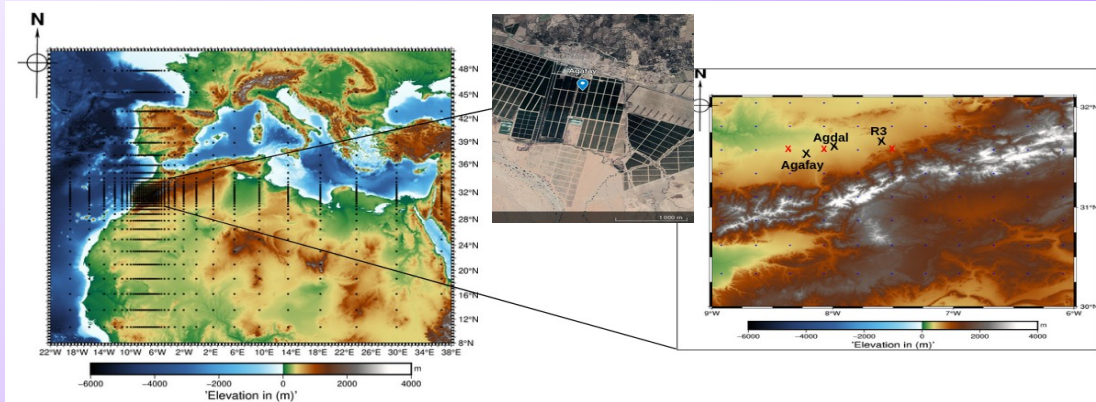 N
48°N
45°N
42°N
39°N
36°N
32°N
28°N
24°N
20°N
16°N
12°N
8°N
22°W 18°W 14°W 10°W 6°W 2°W 2°E 6°E 10°E 14°E 18°E 22°E 26°E 30°E 34°E 38°E
m
−6000 −4000 −2000 0 2000 4000
'Elevation in (m)'
Agafay
1 000 m
N
32°N
31°N
30°N
R3
Agdal
X X X X X X
Agafay
9°W 8°W 7°W 6°W
m
−6000 −4000 −2000 0 2000 4000
'Elevation in (m)'